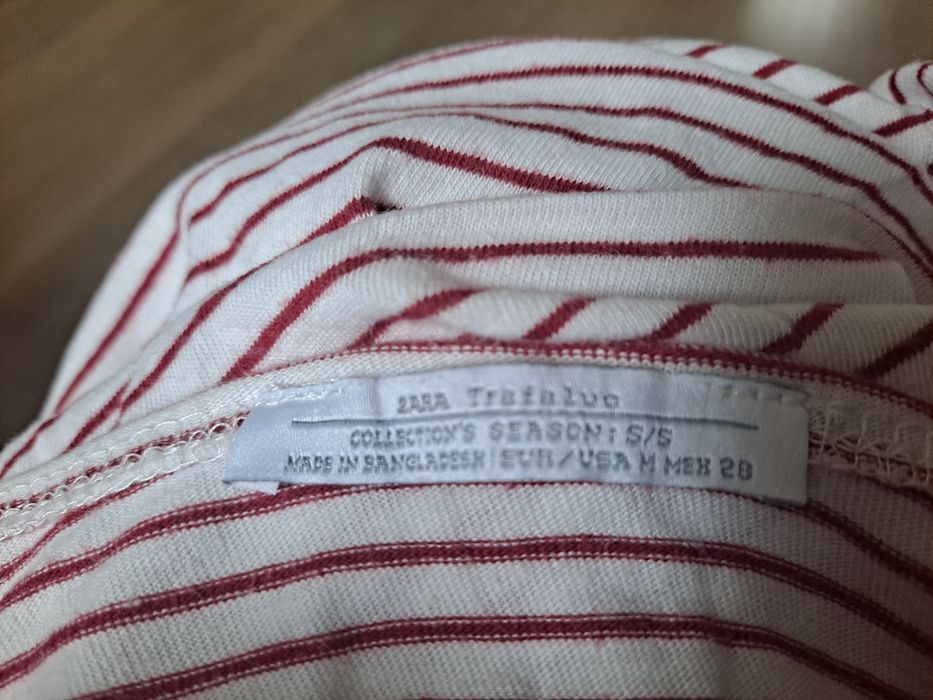 ZARA Trafaluc
COLLECTION'S SEASON: S/S
MADE IN BANGLADESH EUR/USA M MEX 28